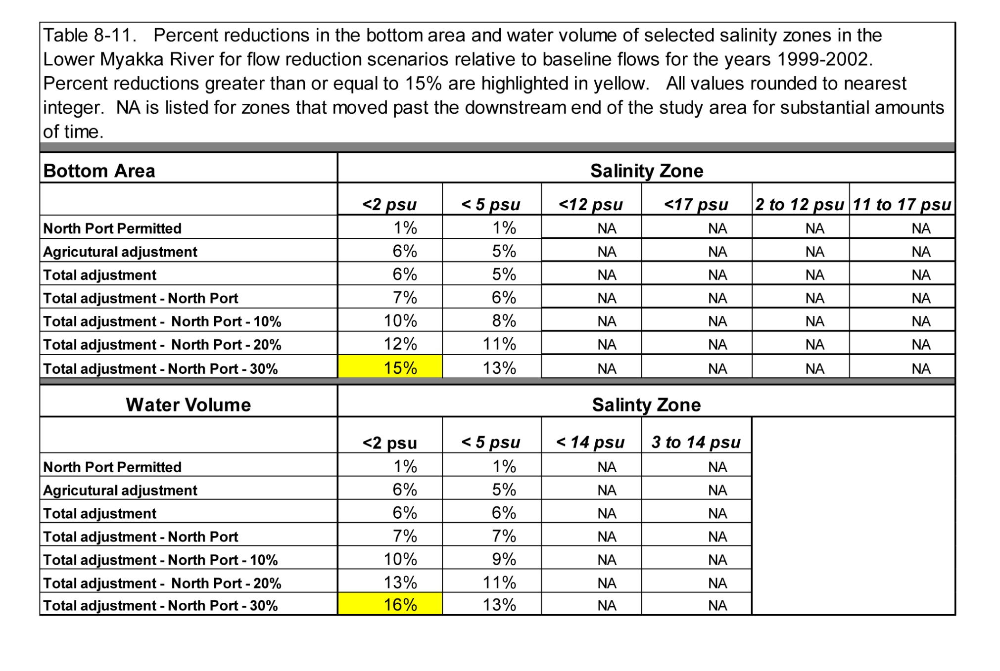 Table 8-11. Percent reductions in the bottom area and water volume of selected salinity zones in the
Lower Myakka River for flow reduction scenarios relative to baseline flows for the years 1999-2002.
Percent reductions greater than or equal to 15% are highlighted in yellow. All values rounded to nearest
integer. NA is listed for zones that moved past the downstream end of the study area for substantial amounts
of time.
Bottom Area Salinity Zone
<2 psu < 5 psu <12 psu <17 psu 2 to 12 psu 11 to 17 psu
North Port Permitted 1% 1% NA NA NA NA
Agricutural adjustment 6% 5% NA NA NA NA
Total adjustment 6% 5% NA NA NA NA
Total adjustment - North Port 7% 6% NA NA NA NA
Total adjustment - North Port - 10% 10% 8% NA NA NA NA
Total adjustment - North Port - 20% 12% 11% NA NA NA NA
Total adjustment - North Port - 30% 15% 13% NA NA NA NA
Water Volume Salinty Zone
<2 psu < 5 psu < 14 psu 3 to 14 psu
North Port Permitted 1% 1% NA NA
Agricutural adjustment 6% 5% NA NA
Total adjustment 6% 6% NA NA
Total adjustment - North Port 7% 7% NA NA
Total adjustment - North Port - 10% 10% 9% NA NA
Total adjustment - North Port - 20% 13% 11% NA NA
Total adjustment - North Port - 30% 16% 13% NA NA